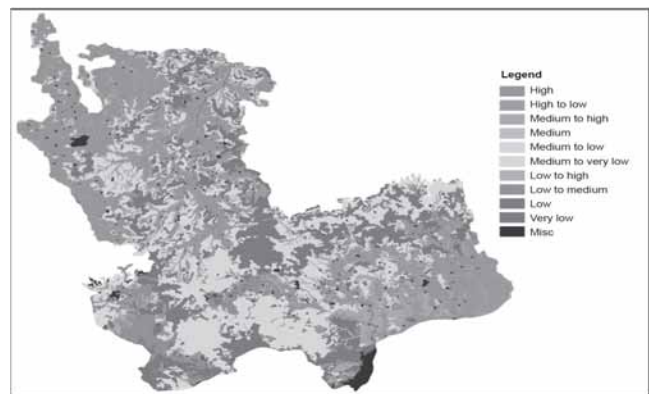 Legend
High
High to low
Medium to high
Medium
Medium to low
Medium to very low
Low to high
Low to medium
Low
Very low
Misc